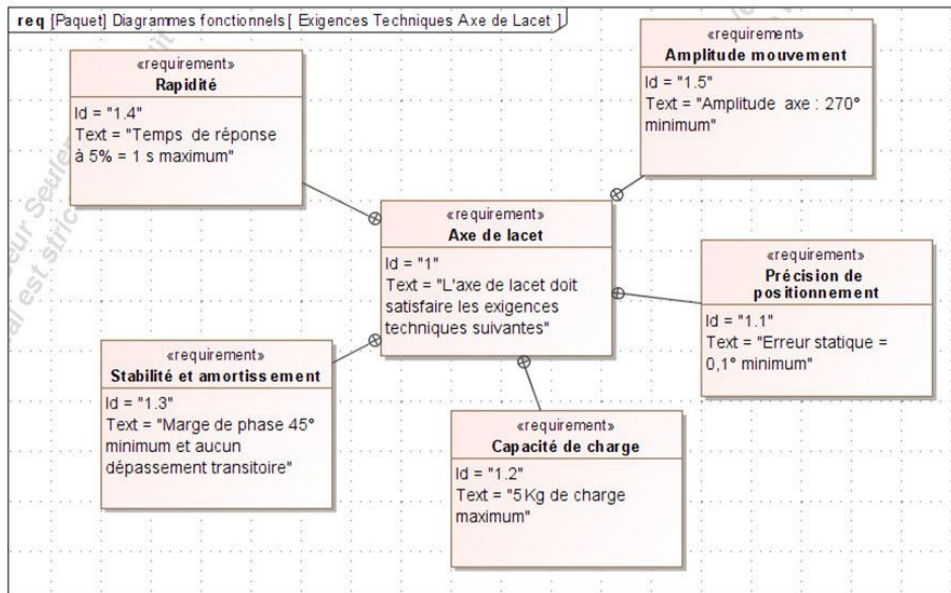 req [Paquet] Diagrammes fonctionnels [ Exigences Techniques Axe de Lacet ]
«requirement»
Rapidité
Id = "1.4"
Text = "Temps de réponse
à 5% = 1 s maximum"
«requirement»
Amplitude mouvement
Id = "1.5"
Text = "Amplitude axe : 270°
minimum"
«requirement»
Axe de lacet
Id = "1"
Text = "L'axe de lacet doit
satisfaire les exigences
techniques suivantes"
«requirement»
Précision de
positionnement
Id = "1.1"
Text = "Erreur statique =
0,1° minimum"
«requirement»
Stabilité et amortissement
Id = "1.3"
Text = "Marge de phase 45°
minimum et aucun
dépassement transitoire"
«requirement»
Capacité de charge
Id = "1.2"
Text = "5 Kg de charge
maximum"
al est stric